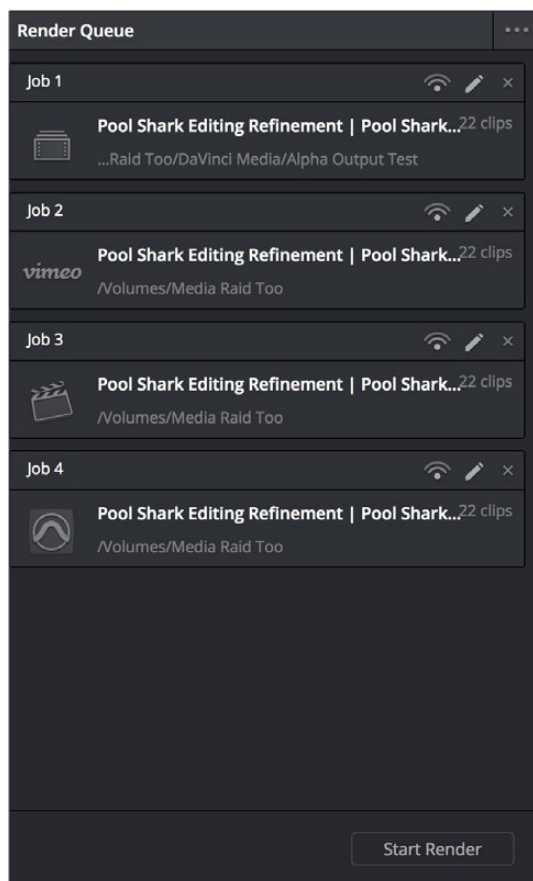 Render Queue
Job 1
Pool Shark Editing Refinement | Pool Shark... 22 clips
...Raid Too/DaVinci Media/Alpha Output Test
Job 2
vimeo
Pool Shark Editing Refinement | Pool Shark... 22 clips
/Volumes/Media Raid Too
Job 3
Pool Shark Editing Refinement | Pool Shark... 22 clips
/Volumes/Media Raid Too
Job 4
Pool Shark Editing Refinement | Pool Shark... 22 clips
/Volumes/Media Raid Too
Start Render